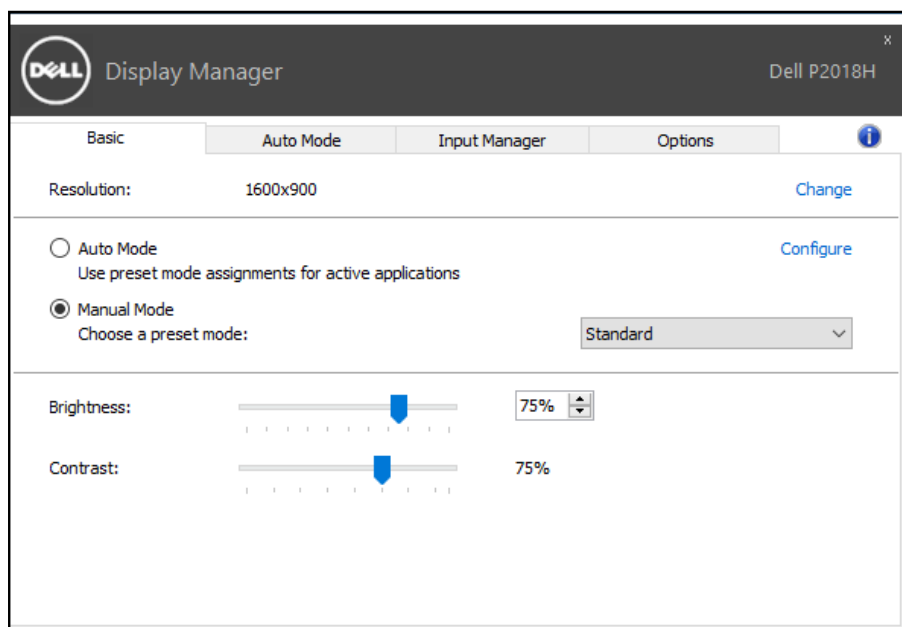 x
DELL Display Manager Dell P2018H
Basic Auto Mode Input Manager Options i
Resolution: 1600x900 Change
Auto Mode Configure
Use preset mode assignments for active applications
Manual Mode
Choose a preset mode: Standard
Brightness: 75%
Contrast: 75%